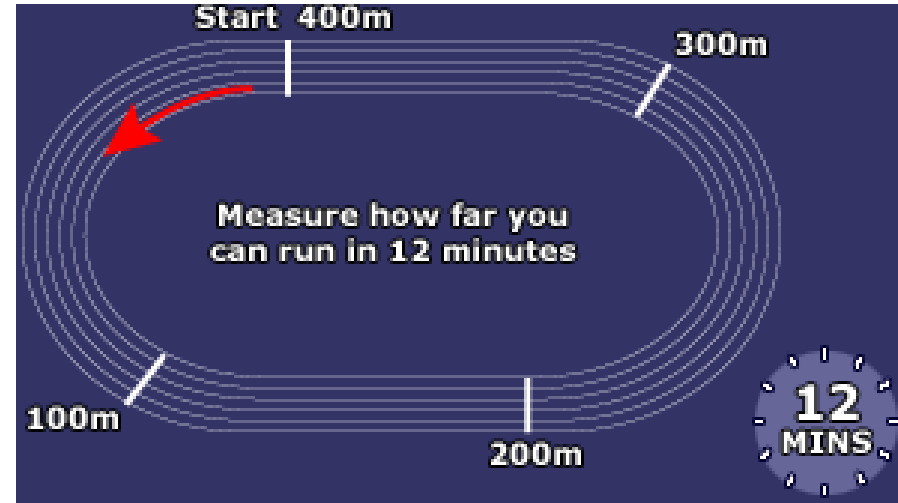 Start 400m
300m
Measure how far you
can run in 12 minutes
100m
200m
12
MINS